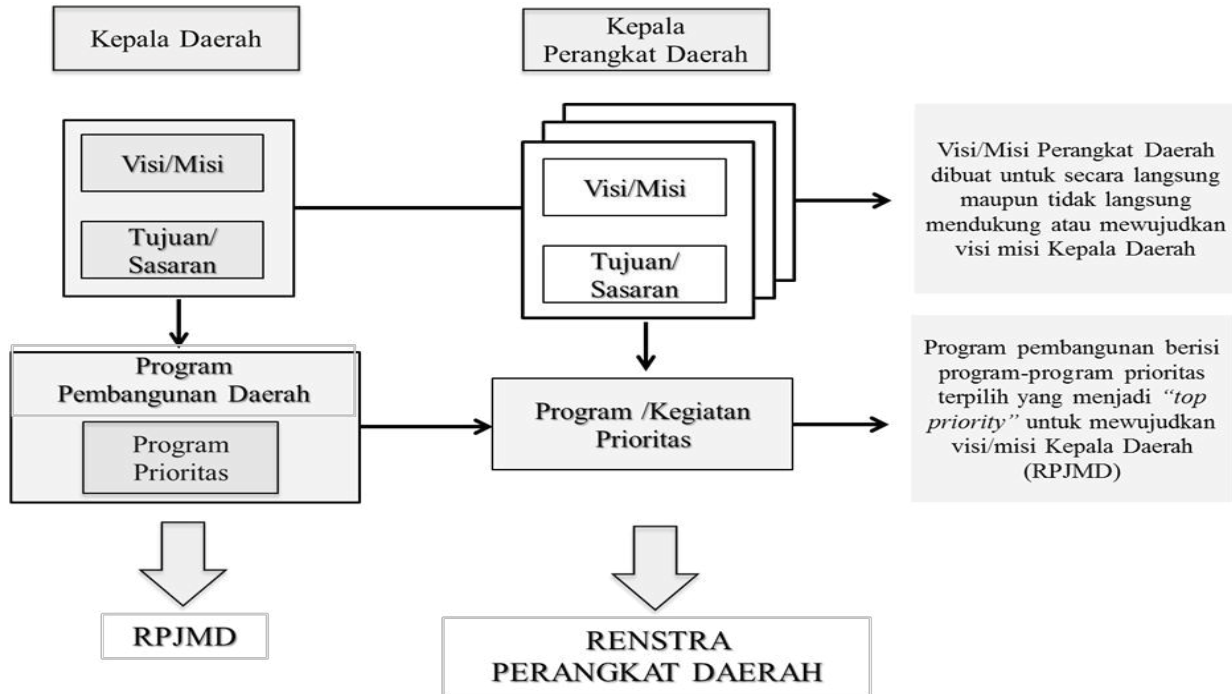 Kepala Daerah
Kepala
Perangkat Daerah
Visi/Misi
Tujuan/
Sasaran
Visi/Misi
Tujuan/
Sasaran
Visi/Misi Perangkat Daerah
dibuat untuk secara langsung
maupun tidak langsung
mendukung atau mewujudkan
visi misi Kepala Daerah
Program
Pembangunan Daerah
Program
Prioritas
Program /Kegiatan
Prioritas
Program pembangunan berisi
program-program prioritas
terpilih yang menjadi “top
priority” untuk mewujudkan
visi/misi Kepala Daerah
(RPJMD)
RPJMD
RENSTRA
PERANGKAT DAERAH